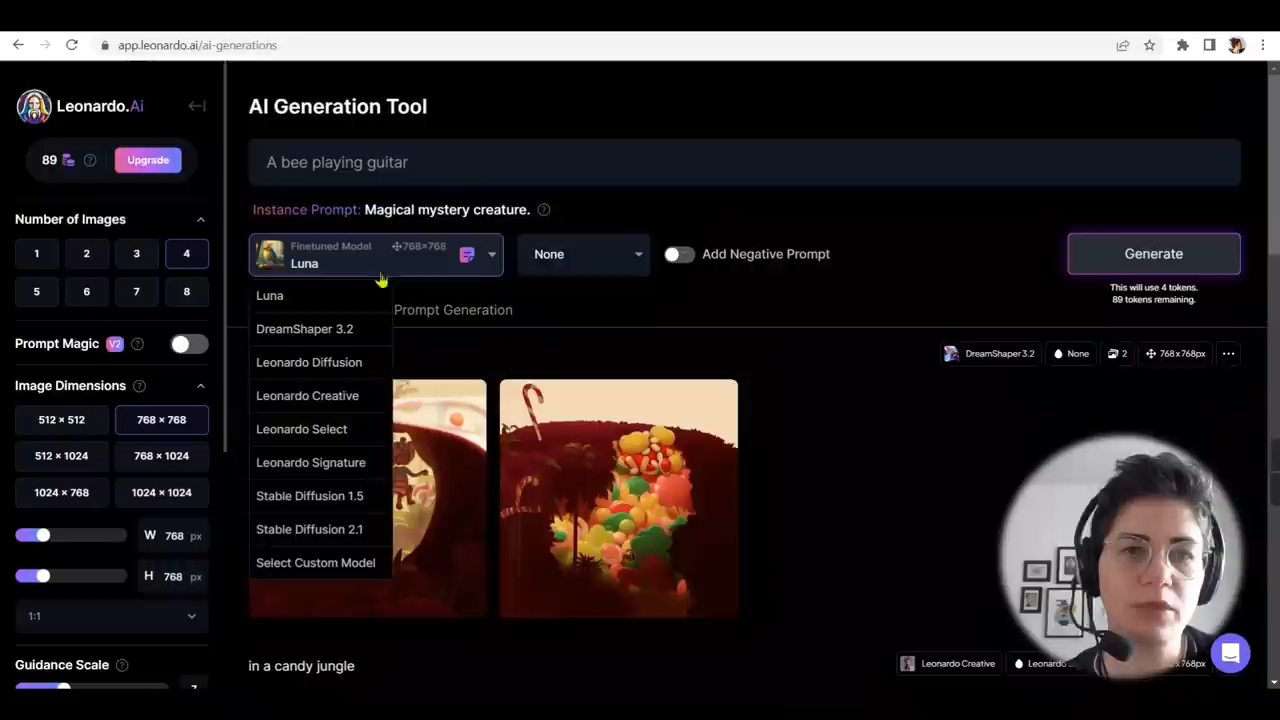 app.leonardo.ai/ai-generations
Leonardo.Ai
89
Upgrade
Number of Images
1 2 3 4
5 6 7 8
Prompt Magic V2
Image Dimensions
512 × 512 768 × 768
512 × 1024 768 × 1024
1024 × 768 1024 × 1024
W 768 px
H 768 px
1:1
Guidance Scale
7
AI Generation Tool
A bee playing guitar
Instance Prompt: Magical mystery creature.
Finetuned Model 768×768
Luna
None
Add Negative Prompt
Generate
This will use 4 tokens.
89 tokens remaining.
Luna
DreamShaper 3.2
Leonardo Diffusion
Leonardo Creative
Leonardo Select
Leonardo Signature
Stable Diffusion 1.5
Stable Diffusion 2.1
Select Custom Model
Prompt Generation
DreamShaper 3.2 None 2 768x768px
in a candy jungle
Leonardo Creative